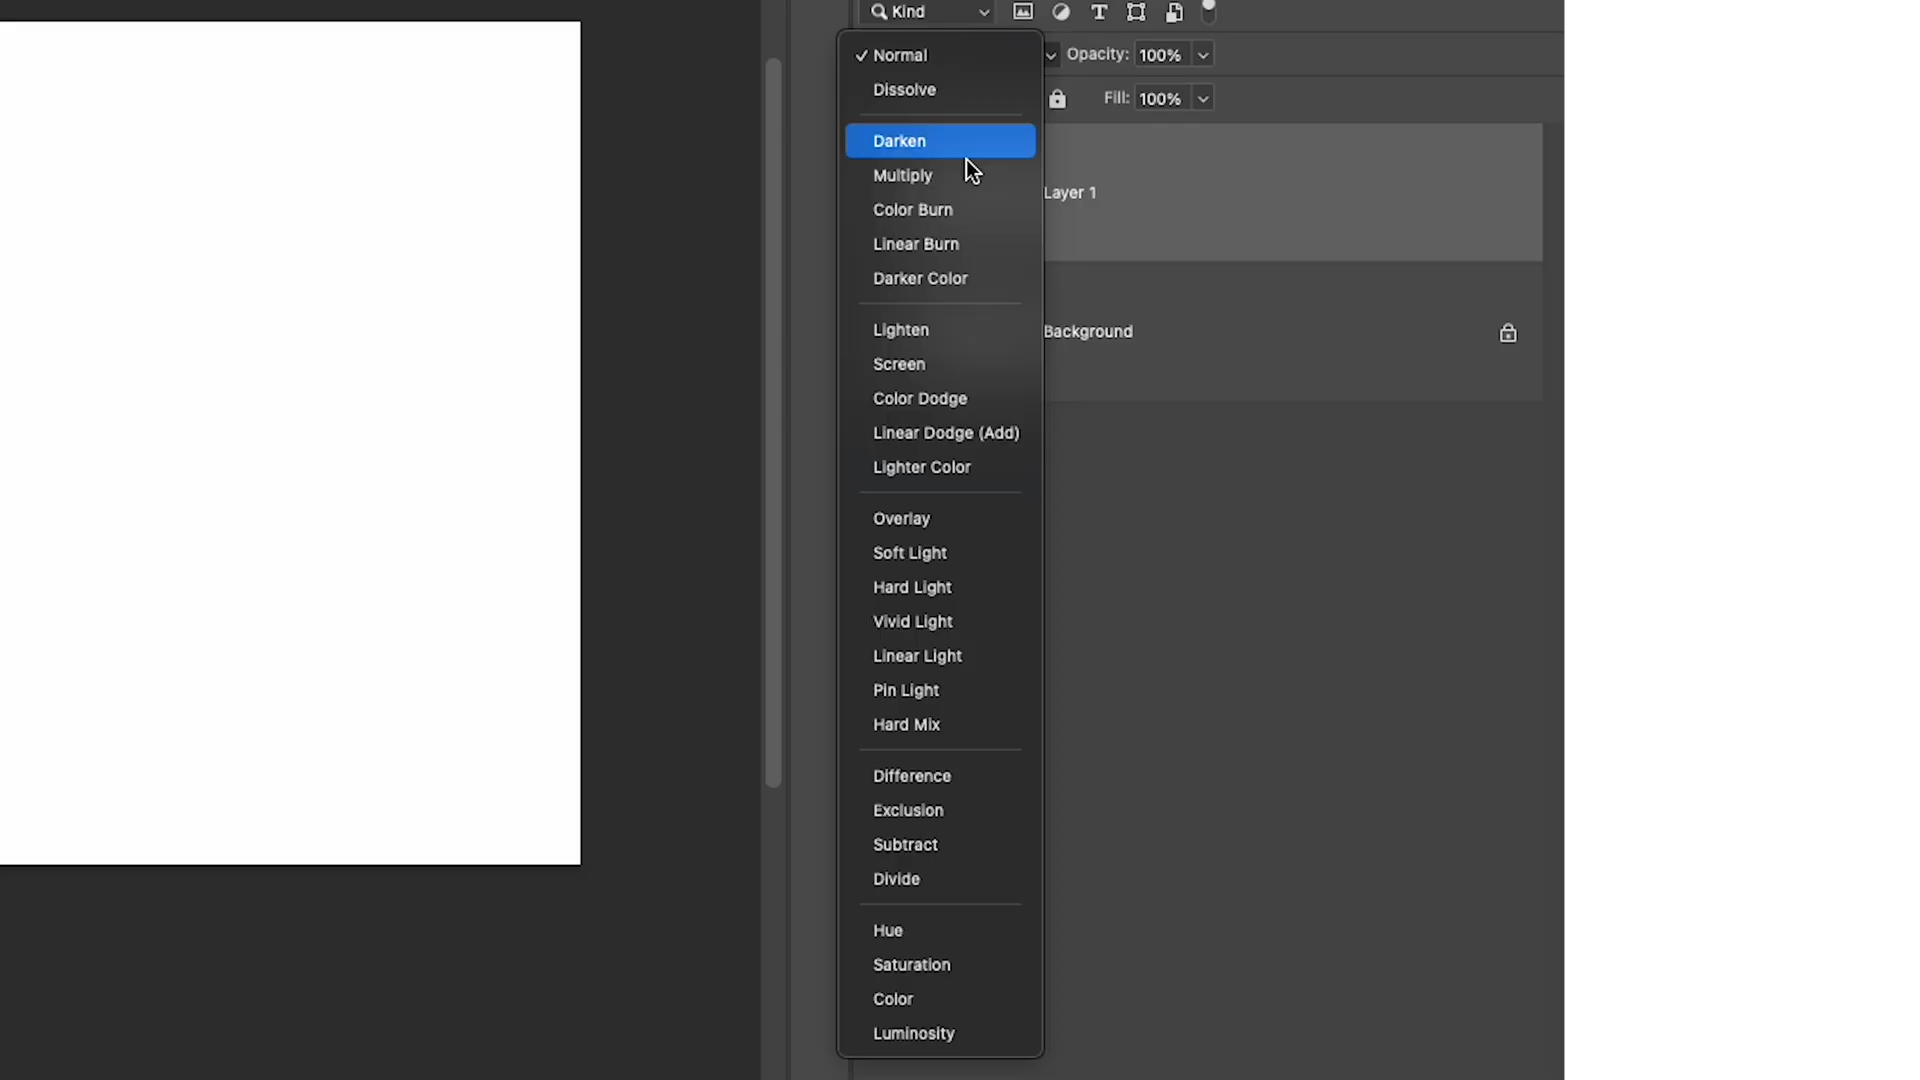 Kind
Normal
Opacity: 100%
Dissolve
Fill: 100%
Darken
Multiply
Layer 1
Color Burn
Linear Burn
Darker Color
Lighten
Background
Screen
Color Dodge
Linear Dodge (Add)
Lighter Color
Overlay
Soft Light
Hard Light
Vivid Light
Linear Light
Pin Light
Hard Mix
Difference
Exclusion
Subtract
Divide
Hue
Saturation
Color
Luminosity